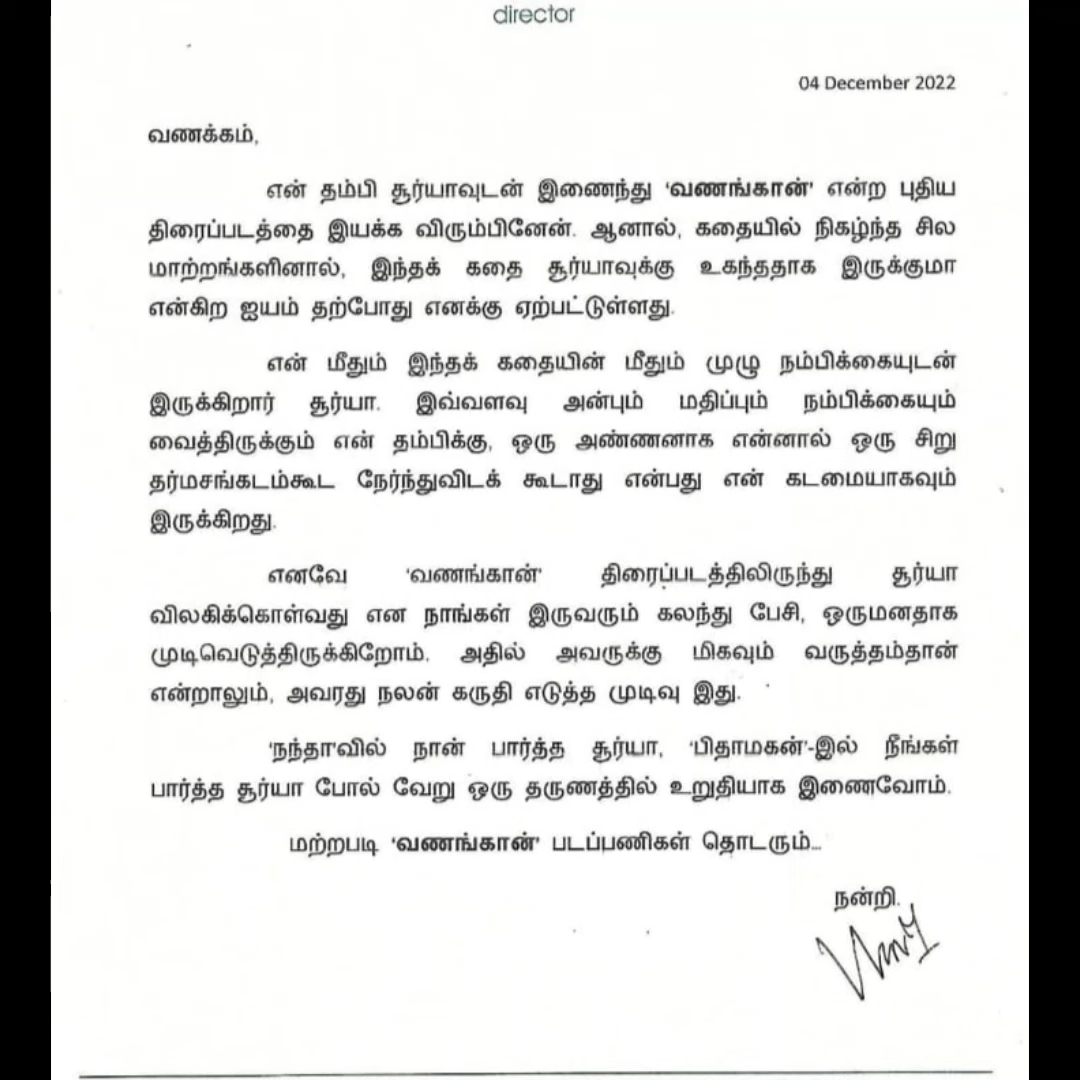 director
04 December 2022
வணக்கம்,
என் தம்பி சூர்யாவுடன் இணைந்து 'வணங்கான்' என்ற புதிய
திரைப்படத்தை இயக்க விரும்பினேன். ஆனால், கதையில் நிகழ்ந்த சில
மாற்றங்களினால், இந்தக் கதை சூர்யாவுக்கு உகந்ததாக இருக்குமா
என்கிற ஐயம் தற்போது எனக்கு ஏற்பட்டுள்ளது.
என் மீதும் இந்தக் கதையின் மீதும் முழு நம்பிக்கையுடன்
இருக்கிறார் சூர்யா. இவ்வளவு அன்பும் மதிப்பும் நம்பிக்கையும்
வைத்திருக்கும் என் தம்பிக்கு, ஒரு அண்ணனாக என்னால் ஒரு சிறு
தர்மசங்கடம்கூட நேர்ந்துவிடக் கூடாது என்பது என் கடமையாகவும்
இருக்கிறது.
எனவே 'வணங்கான்' திரைப்படத்திலிருந்து சூர்யா
விலகிக்கொள்வது என நாங்கள் இருவரும் கலந்து பேசி, ஒருமனதாக
முடிவெடுத்திருக்கிறோம். அதில் அவருக்கு மிகவும் வருத்தம்தான்
என்றாலும், அவரது நலன் கருதி எடுத்த முடிவு இது.
'நந்தா'வில் நான் பார்த்த சூர்யா, 'பிதாமகன்'-இல் நீங்கள்
பார்த்த சூர்யா போல் வேறு ஒரு தருணத்தில் உறுதியாக இணைவோம்.
மற்றபடி 'வணங்கான்' படப்பணிகள் தொடரும்...
நன்றி.